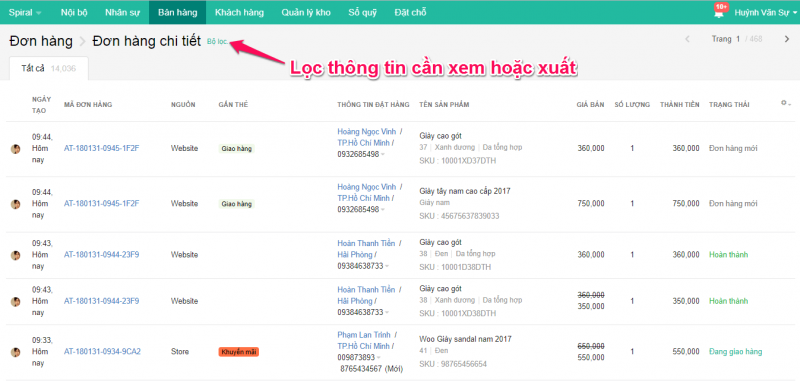 Spiral Nội bộ Nhân sự Bán hàng Khách hàng Quản lý kho Sổ quỹ Đặt chỗ 10+ Huỳnh Văn Sự
Đơn hàng > Đơn hàng chi tiết Bộ lọc Trang 1 / 468
Lọc thông tin cần xem hoặc xuất
Tất cả 14,036
NGÀY TẠO MÃ ĐƠN HÀNG NGUỒN GẮN THẺ THÔNG TIN ĐẶT HÀNG TÊN SẢN PHẨM GIÁ BÁN SỐ LƯỢNG THÀNH TIỀN TRẠNG THÁI
09:44, Hôm nay AT-180131-0945-1F2F Website Giao hàng Hoàng Ngọc Vinh / TP.Hồ Chí Minh / 0932685498 Giày cao gót 360,000 1 360,000 Đơn hàng mới
37 | Xanh dương | Da tổng hợp
SKU : 10001XD37DTH
09:44, Hôm nay AT-180131-0945-1F2F Website Giao hàng Hoàng Ngọc Vinh / TP.Hồ Chí Minh / 0932685498 Giày tây nam cao cấp 2017 750,000 1 750,000 Đơn hàng mới
Giày nam
SKU : 45675637839033
09:43, Hôm nay AT-180131-0944-23F9 Website Hoàn Thanh Tiền / Hải Phòng / 09384638733 Giày cao gót 360,000 1 360,000 Hoàn thành
38 | Đen | Da tổng hợp
SKU : 10001D38DTH
09:43, Hôm nay AT-180131-0944-23F9 Website Hoàn Thanh Tiền / Hải Phòng / 09384638733 Giày cao gót 360,000 350,000 1 350,000 Hoàn thành
38 | Xanh dương | Da tổng hợp
SKU : 10001XD38DTH
09:33, Hôm nay AT-180131-0934-9CA2 Store Khuyến mãi Phạm Lan Trinh / 009873893 8765434567 (Mới) Woo Giày sandal nam 2017 650,000 550,000 1 550,000 Đang giao hàng
41 | Đen
SKU : 98765456654